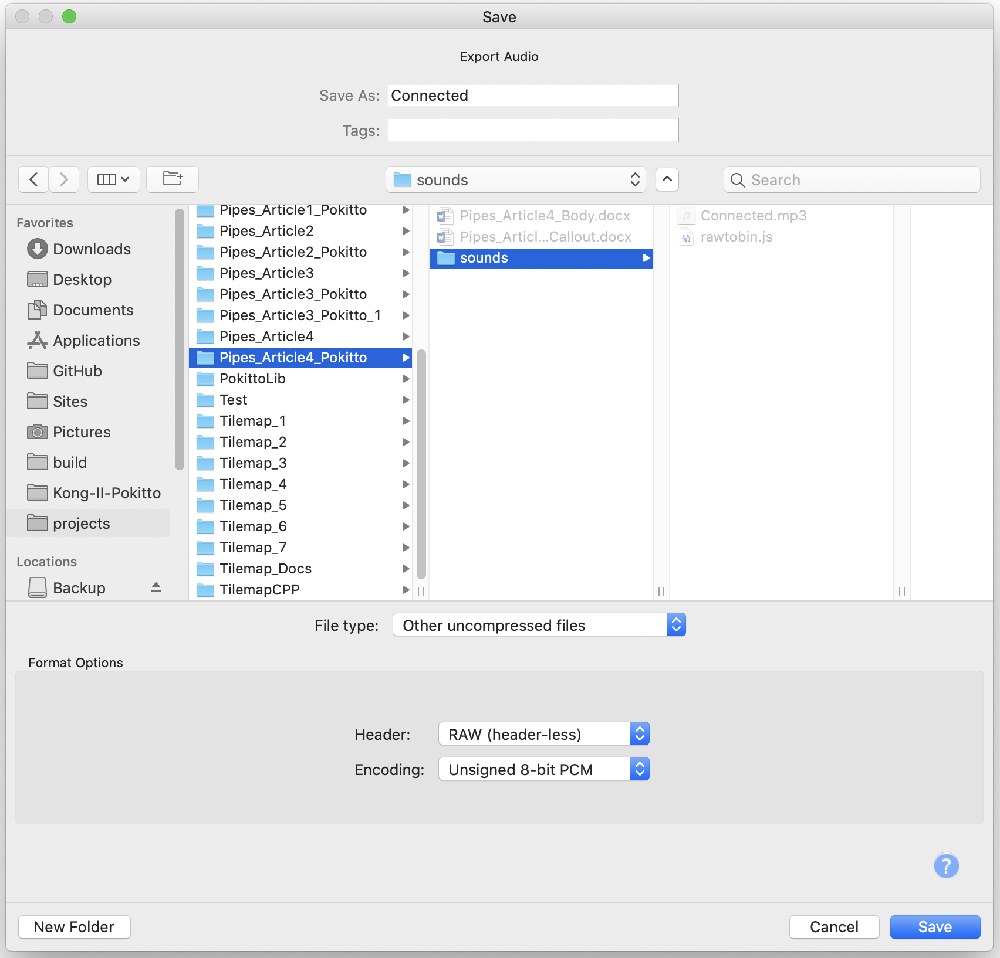 Save
Export Audio
Save As: Connected
Tags:
sounds
Search
Favorites
Downloads
Desktop
Documents
Applications
GitHub
Sites
Pictures
build
Kong-II-Pokitto
projects
Locations
Backup
Pipes_Article1_Pokitto
Pipes_Article2
Pipes_Article2_Pokitto
Pipes_Article3
Pipes_Article3_Pokitto
Pipes_Article3_Pokitto_1
Pipes_Article4
Pipes_Article4_Pokitto
PokittoLib
Test
Tilemap_1
Tilemap_2
Tilemap_3
Tilemap_4
Tilemap_5
Tilemap_6
Tilemap_7
Tilemap_Docs
TilemapCPP
Pipes_Article4_Body.docx
Pipes_Articl...Callout.docx
sounds
Connected.mp3
rawtobin.js
File type: Other uncompressed files
Format Options
Header: RAW (header-less)
Encoding: Unsigned 8-bit PCM
?
New Folder
Cancel
Save